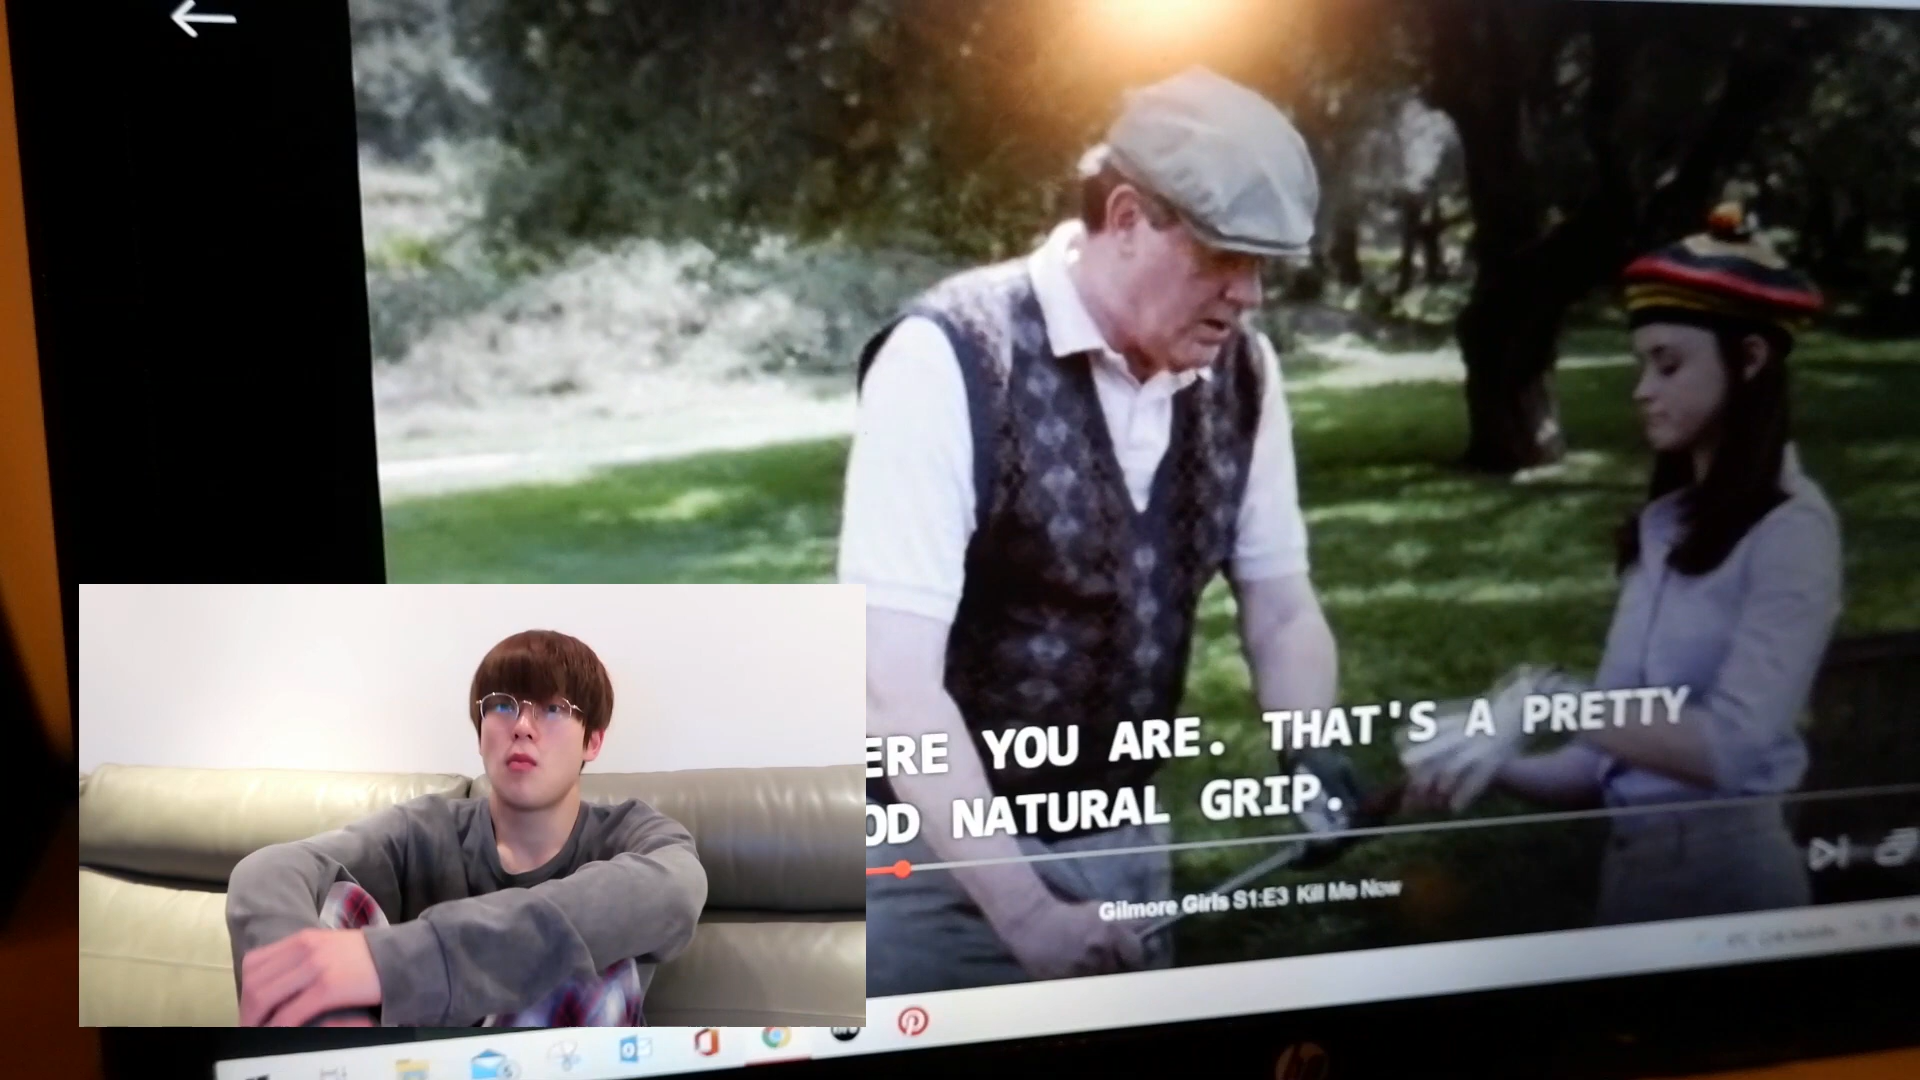 ERE YOU ARE. THAT'S A PRETTY
OD NATURAL GRIP.
Gilmore Girls S1:E3 Kill Me Now